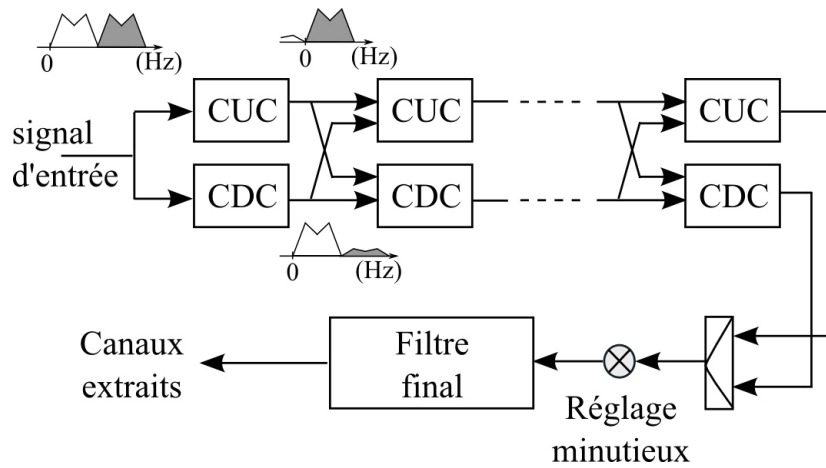 0
(Hz)
0
(Hz)
signal
d'entrée
CUC
CUC
CUC
CDC
CDC
CDC
0
(Hz)
Canaux
extraits
Filtre
final
Réglage
minutieux